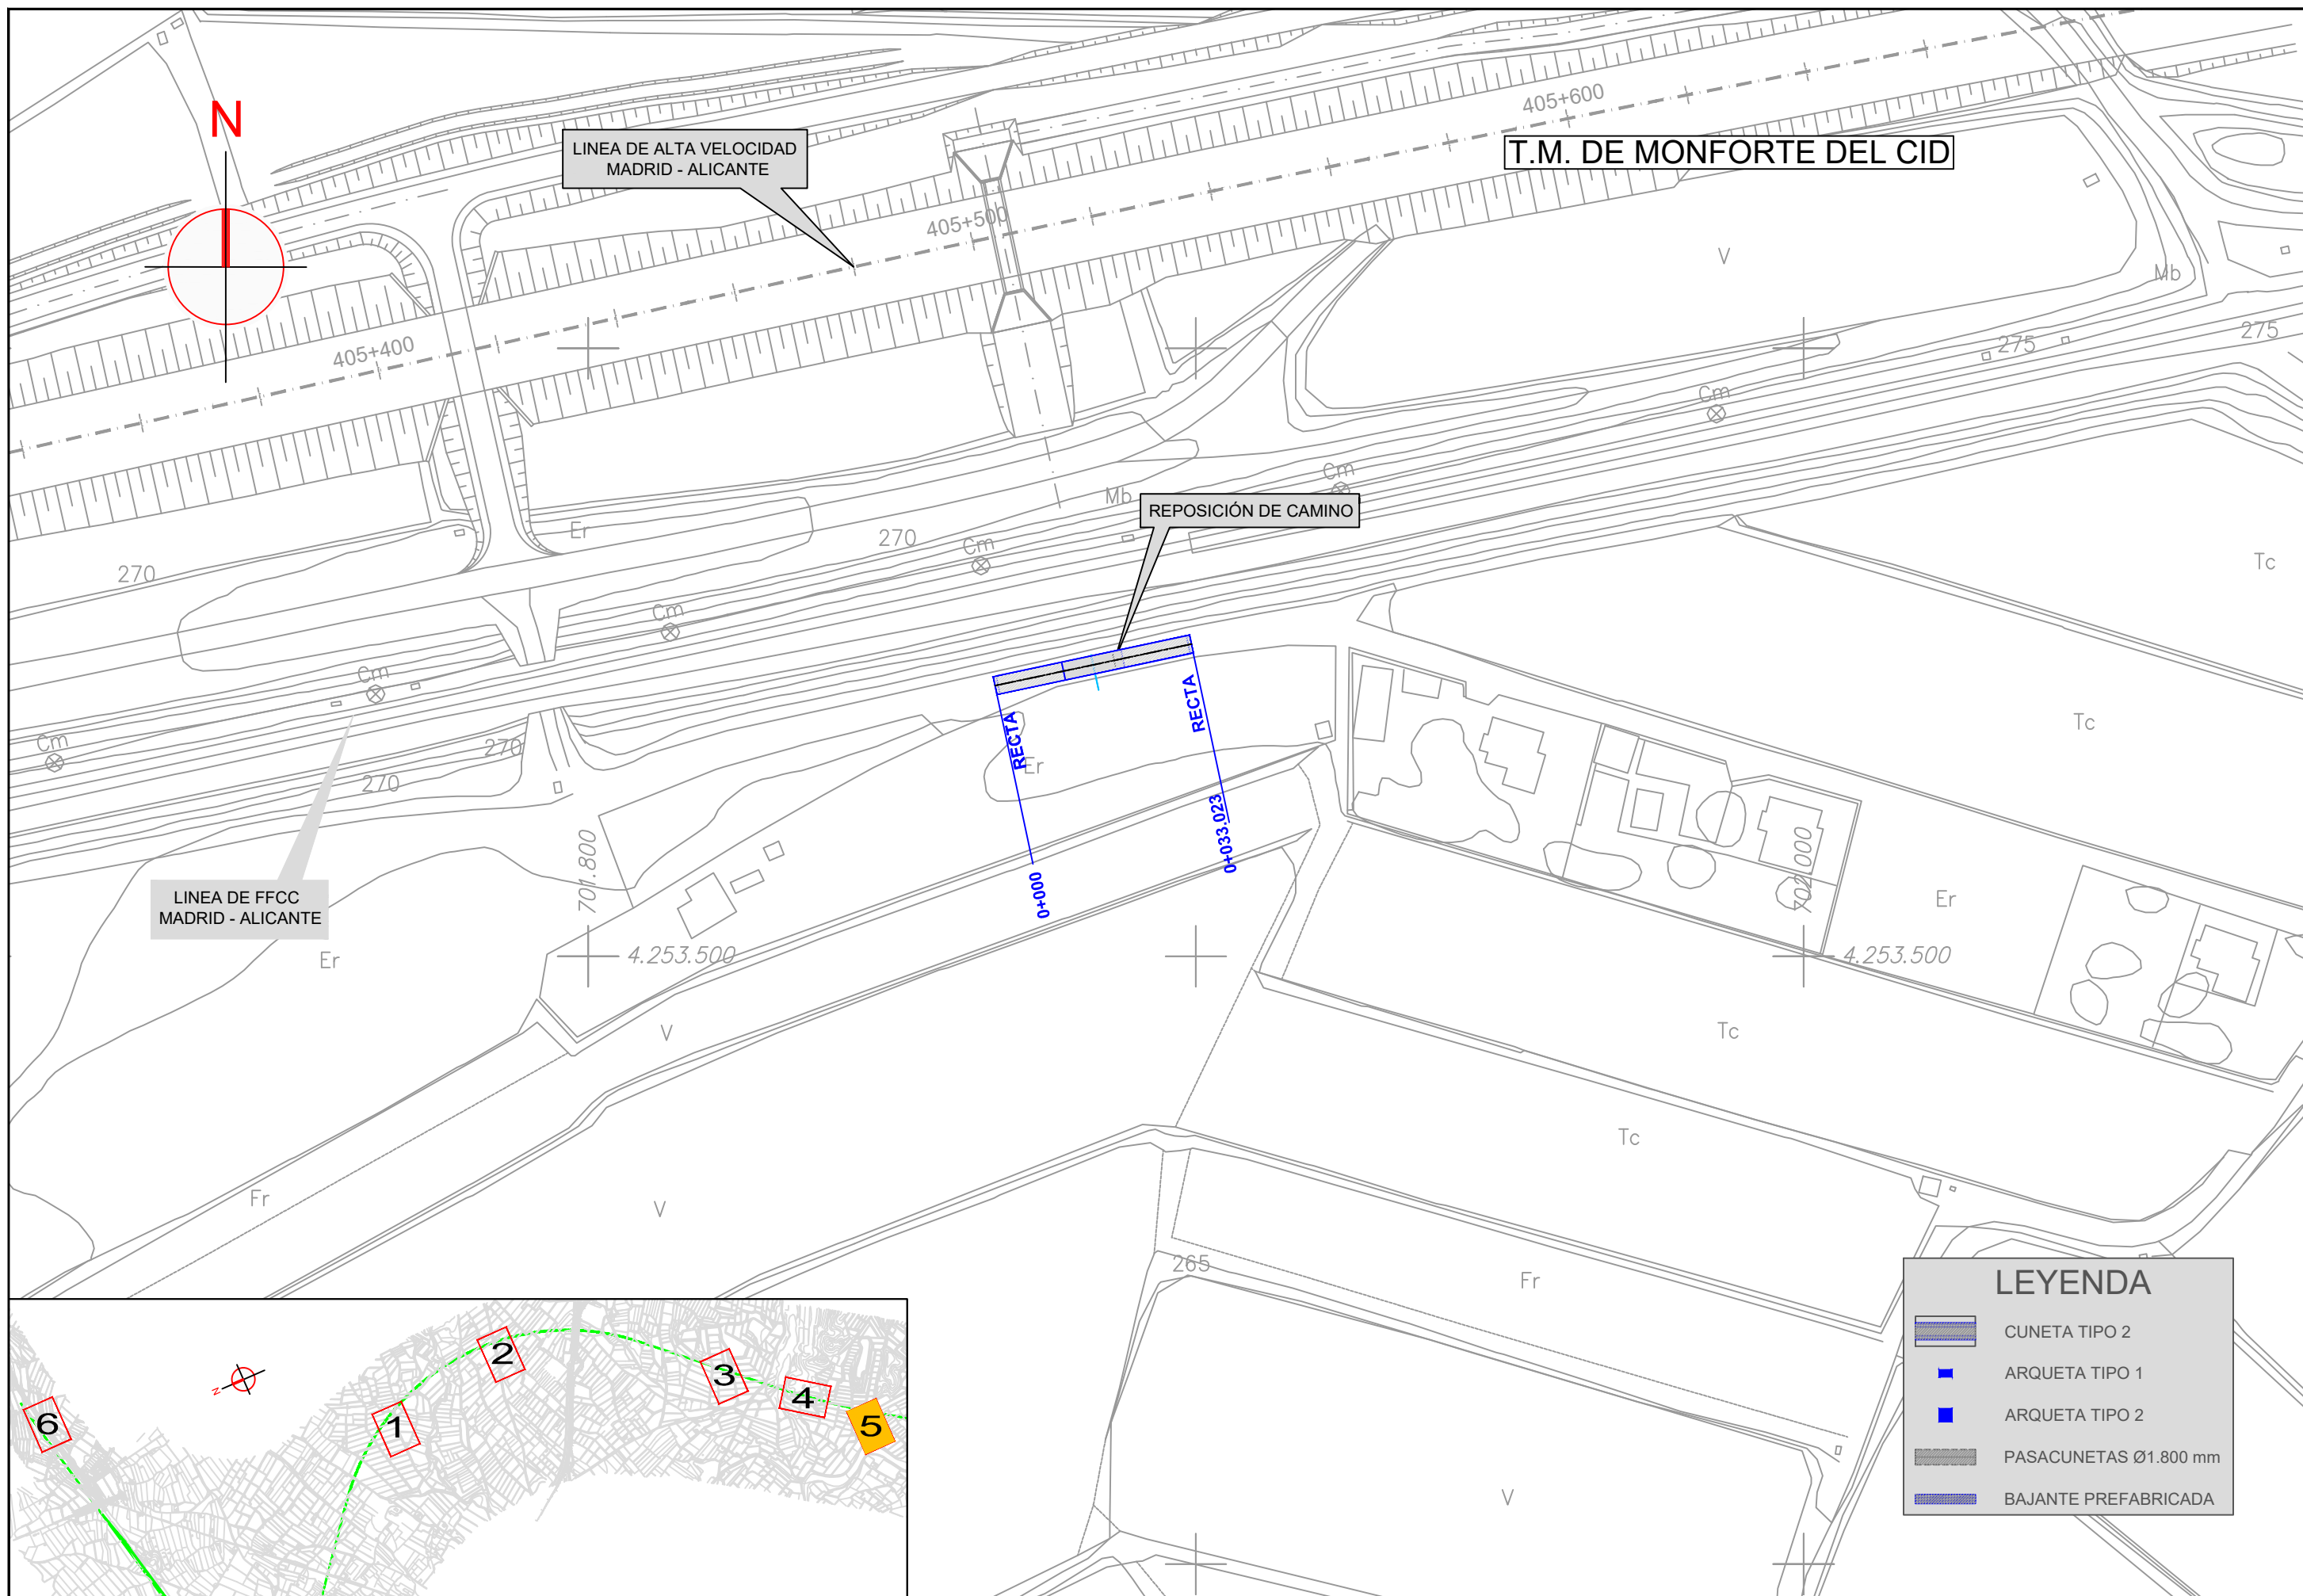 N
LINEA DE ALTA VELOCIDAD
MADRID - ALICANTE
405+600
T.M. DE MONFORTE DEL CID
405+500
V
Mb
405+400
275
275
Cm
Cm
Mb
REPOSICIÓN DE CAMINO
Er
270
Cm
270
Tc
Cm
Cm
RECTA
RECTA
Tc
Cm
270
270
Er
0+033.023
701.800
702.000
0+000
LINEA DE FFCC
MADRID - ALICANTE
Er
Er
4.253.500
4.253.500
V
Tc
Tc
Fr
V
265
Fr
V
LEYENDA
CUNETA TIPO 2
ARQUETA TIPO 1
ARQUETA TIPO 2
PASACUNETAS Ø1.800 mm
BAJANTE PREFABRICADA
N
2
3
4
5
6
1